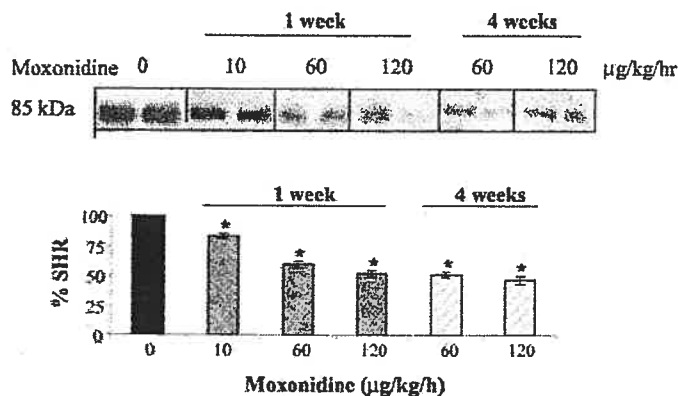 1 week 4 weeks
Moxonidine 0 10 60 120 60 120 µg/kg/hr
85 kDa
1 week 4 weeks
100
75
50
25
0
% SHR
* * * * *
0 10 60 120 60 120
Moxonidine (µg/kg/h)